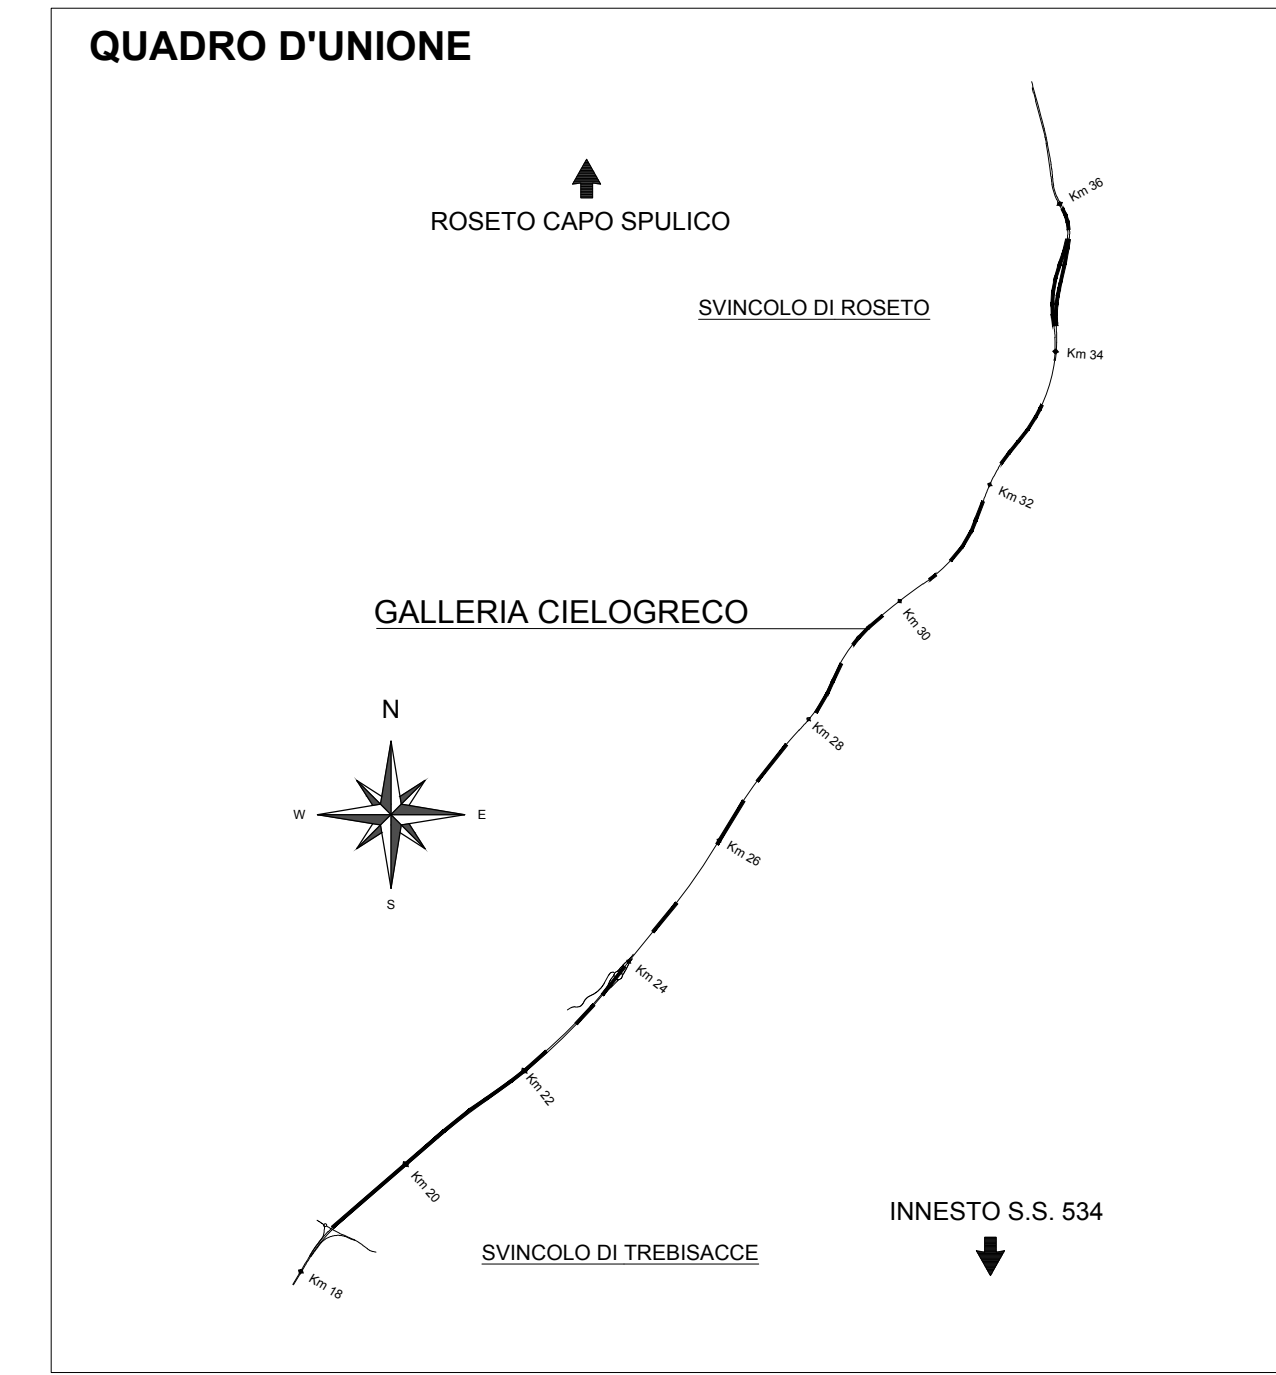 QUADRO D'UNIONE
Km 36
ROSETO CAPO SPULICO
SVINCOLO DI ROSETO
Km 34
Km 32
GALLERIA CIELOGRECO
Km 30
N
Km 28
W
E
Km 26
S
Km 24
Km 22
Km 20
INNESTO S.S. 534
SVINCOLO DI TREBISACCE
Km 18